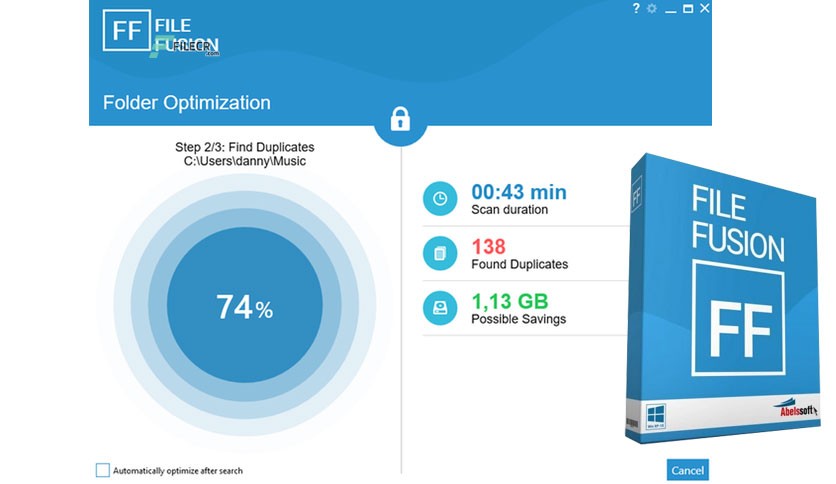 FF
FILE
FUSION
FILECR
.com
?
Folder Optimization
Step 2/3: Find Duplicates
C:\Users\danny\Music
74%
00:43 min
Scan duration
138
Found Duplicates
1,13 GB
Possible Savings
Automatically optimize after search
Cancel
FF
FILE
FUSION
FF
Abelssoft